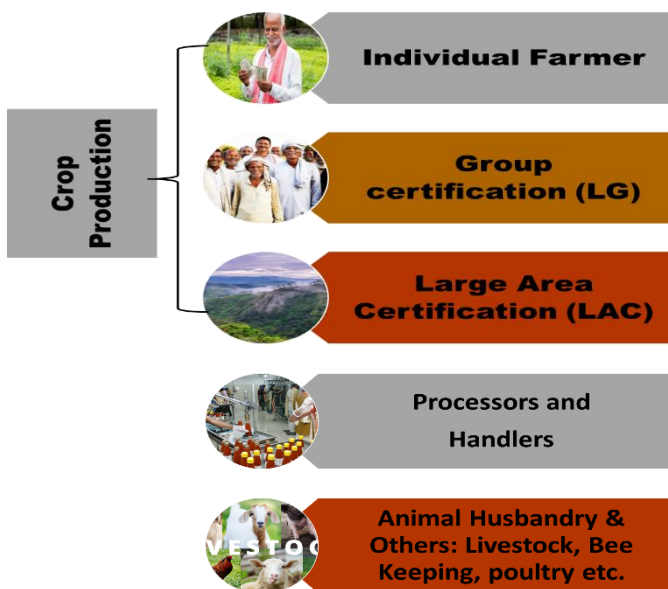 Crop
Production
Individual Farmer
Group
certification (LG)
Large Area
Certification (LAC)
Processors and
Handlers
VESTOC
Animal Husbandry &
Others: Livestock, Bee
Keeping, poultry etc.